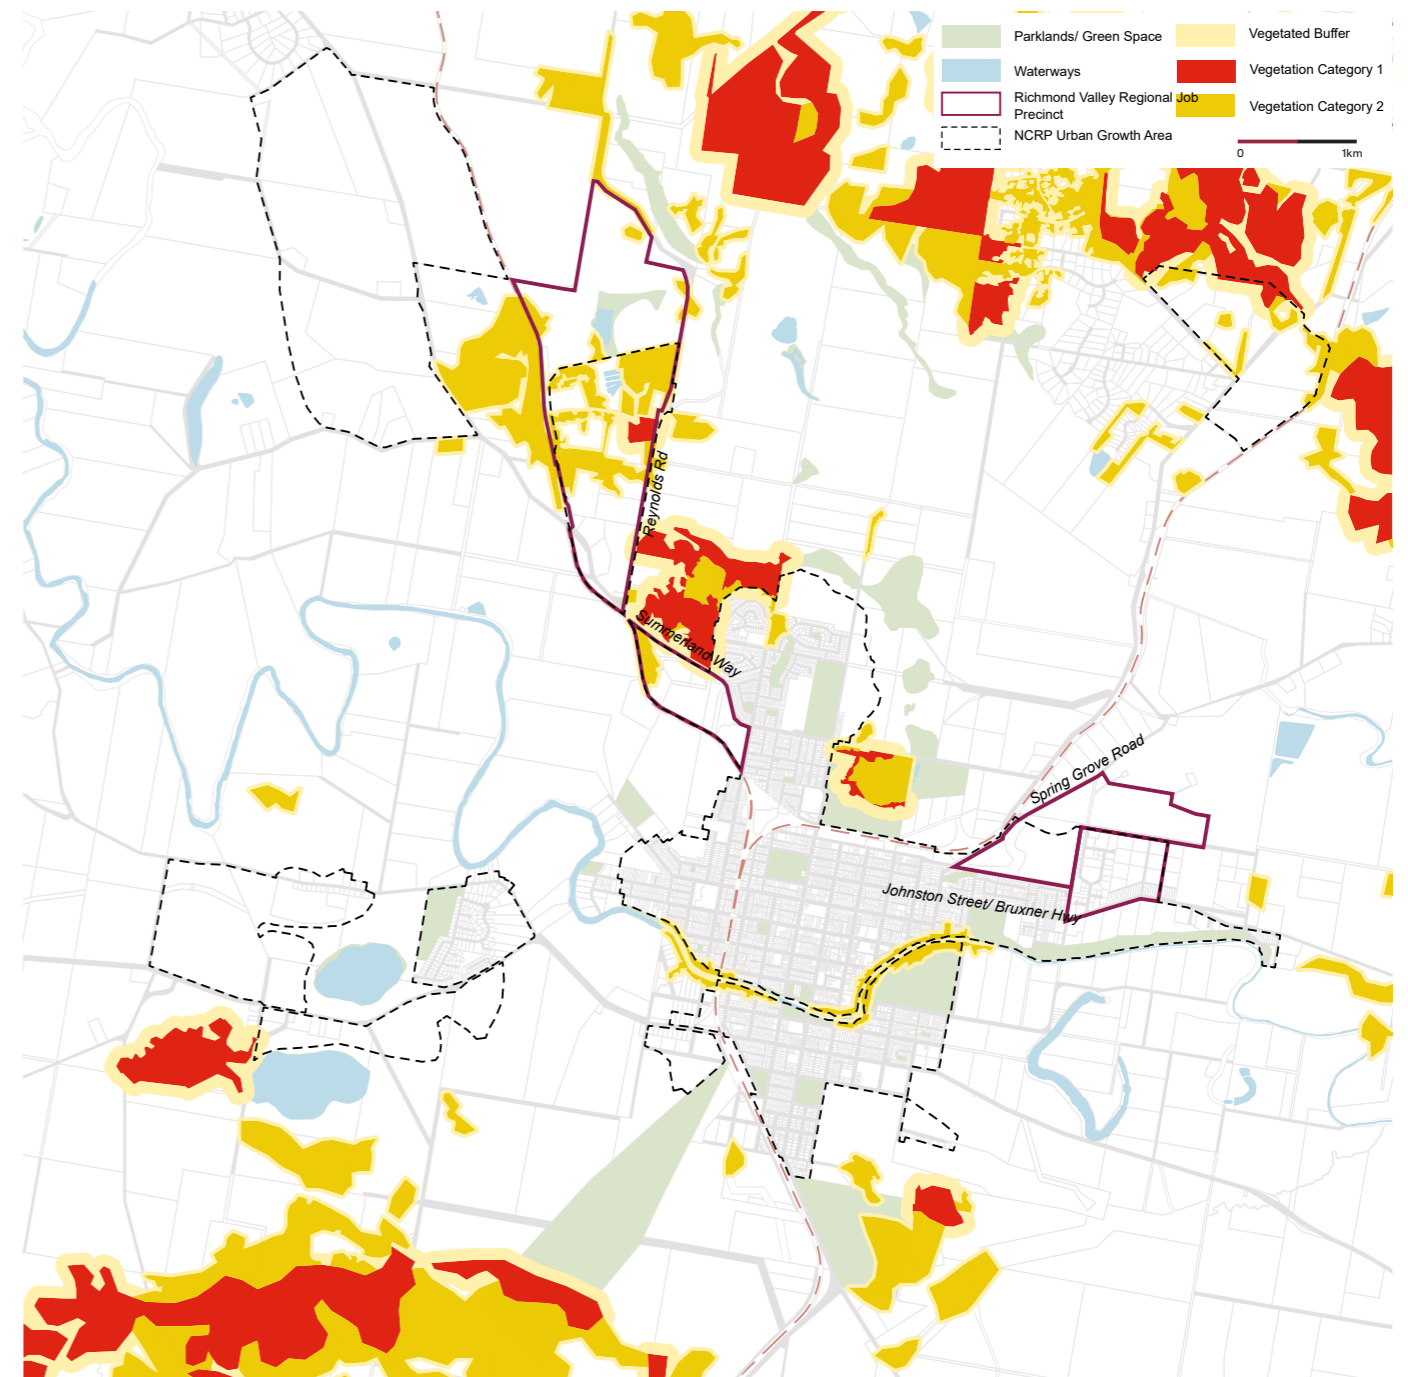 Parklands/ Green Space
Waterways
Richmond Valley Regional Job
Precinct
NCRP Urban Growth Area
Vegetated Buffer
Vegetation Category 1
Vegetation Category 2
0 1km
Reynolds Rd
Summerland Way
Spring Grove Road
Johnston Street/ Bruxner Hwy